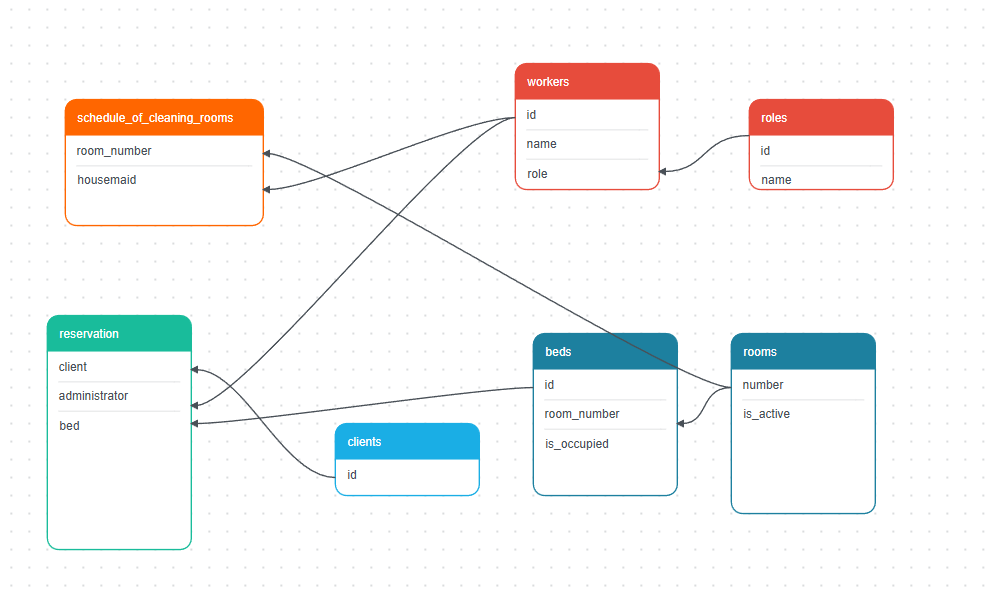 workers
id
name
role
schedule_of_cleaning_rooms
room_number
housemaid
roles
id
name
reservation
client
administrator
bed
beds
id
room_number
is_occupied
rooms
number
is_active
clients
id